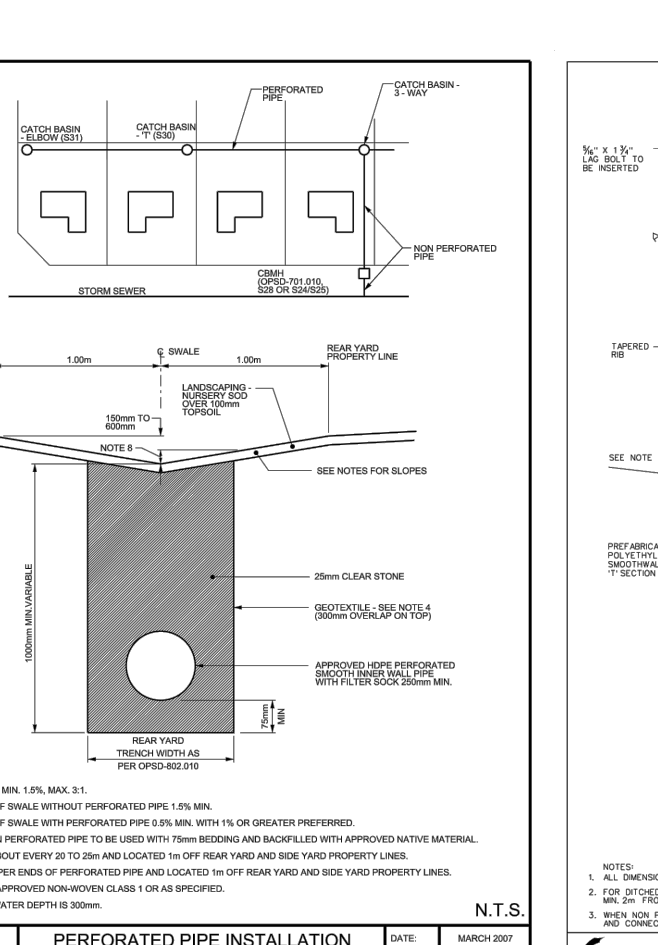 PERFORATED
PIPE
CATCH BASIN -
3 - WAY
CATCH BASIN
- ELBOW (S31)
CATCH BASIN
- 'T' (S30)
NON PERFORATED
PIPE
CBMH
(OPSD-701.010,
S28 OR S24/S25)
STORM SEWER
1.00m
℄ SWALE
1.00m
REAR YARD
PROPERTY LINE
LANDSCAPING -
NURSERY SOD
OVER 100mm
TOPSOIL
150mm TO
600mm
NOTE 8
SEE NOTES FOR SLOPES
1000mm MIN.VARIABLE
25mm CLEAR STONE
GEOTEXTILE - SEE NOTE 4
(300mm OVERLAP ON TOP)
APPROVED HDPE PERFORATED
SMOOTH INNER WALL PIPE
WITH FILTER SOCK 250mm MIN.
75mm
MIN
REAR YARD
TRENCH WIDTH AS
PER OPSD-802.010
MIN. 1.5%, MAX. 3:1.
F SWALE WITHOUT PERFORATED PIPE 1.5% MIN.
F SWALE WITH PERFORATED PIPE 0.5% MIN. WITH 1% OR GREATER PREFERRED.
N PERFORATED PIPE TO BE USED WITH 75mm BEDDING AND BACKFILLED WITH APPROVED NATIVE MATERIAL.
BOUT EVERY 20 TO 25m AND LOCATED 1m OFF REAR YARD AND SIDE YARD PROPERTY LINES.
PER ENDS OF PERFORATED PIPE AND LOCATED 1m OFF REAR YARD AND SIDE YARD PROPERTY LINES.
APPROVED NON-WOVEN CLASS 1 OR AS SPECIFIED.
ATER DEPTH IS 300mm.
N.T.S.
PERFORATED PIPE INSTALLATION
DATE:
MARCH 2007
5/16" X 1 3/4"
LAG BOLT TO
BE INSERTED
TAPERED
RIB
SEE NOTE
PREFABRICA
POLYETHYL
SMOOTHWAL
'T' SECTION
NOTES:
1. ALL DIMENSIO
2. FOR DITCHED
MIN. 2m FRO
3. WHEN NON P
AND CONNEC